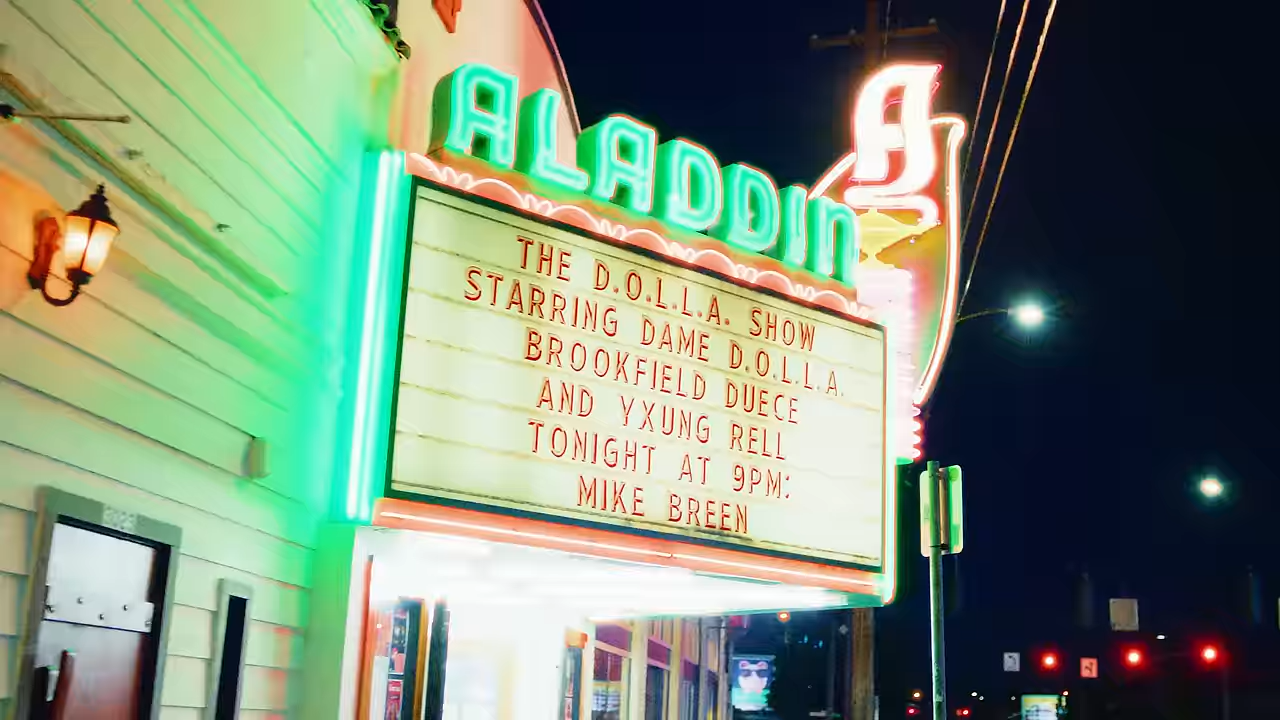 ALADDIN
A
THE D.O.L.L.A. SHOW
STARRING DAME D.O.L.L.A.
BROOKFIELD DUECE
AND YXUNG RELL
TONIGHT AT 9PM:
MIKE BREEN